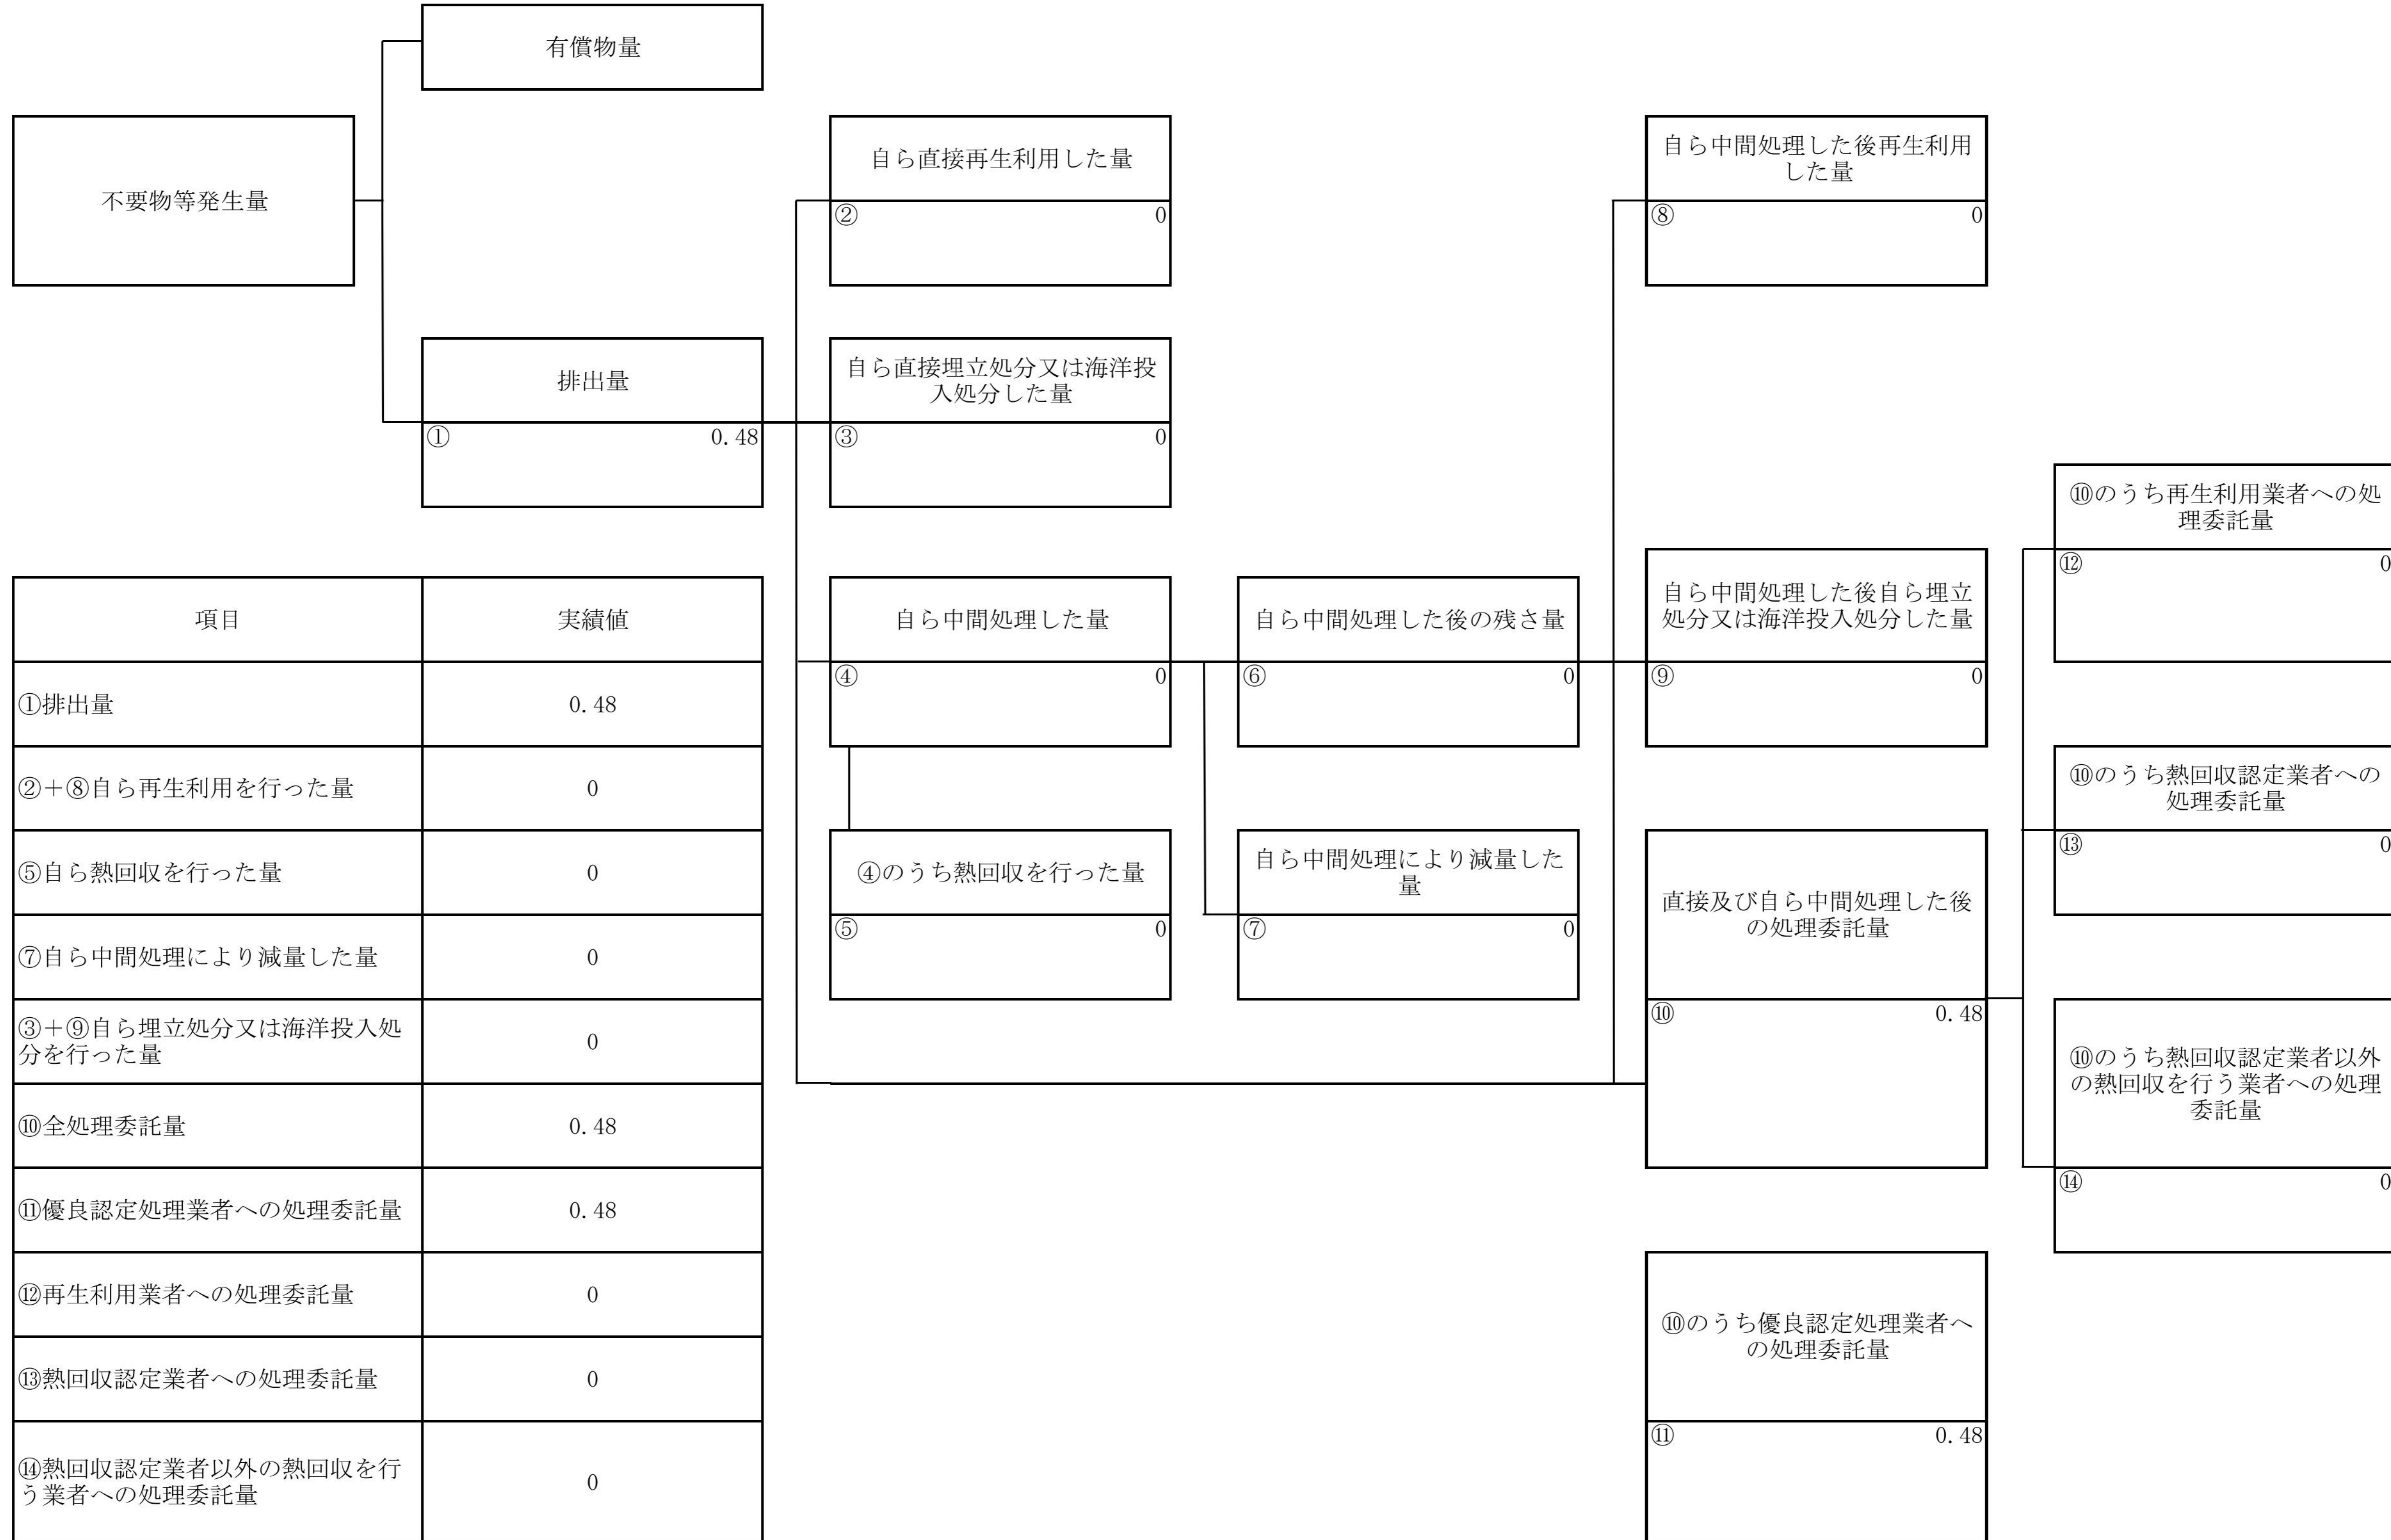 有償物量
不要物等発生量
自ら直接再生利用した量
② 0
自ら中間処理した後再生利用
した量
⑧ 0
排出量
① 0.48
自ら直接埋立処分又は海洋投
入処分した量
③ 0
⑩のうち再生利用業者への処
理委託量
⑫ 0
自ら中間処理した量
④ 0
自ら中間処理した後の残さ量
⑥ 0
自ら中間処理した後自ら埋立
処分又は海洋投入処分した量
⑨ 0
⑩のうち熱回収認定業者への
処理委託量
⑬ 0
④のうち熱回収を行った量
⑤ 0
自ら中間処理により減量した
量
⑦ 0
直接及び自ら中間処理した後
の処理委託量
⑩ 0.48
⑩のうち熱回収認定業者以外
の熱回収を行う業者への処理
委託量
⑭ 0
⑩のうち優良認定処理業者へ
の処理委託量
⑪ 0.48
項目 実績値
①排出量 0.48
②+⑧自ら再生利用を行った量 0
⑤自ら熱回収を行った量 0
⑦自ら中間処理により減量した量 0
③+⑨自ら埋立処分又は海洋投入処
分を行った量 0
⑩全処理委託量 0.48
⑪優良認定処理業者への処理委託量 0.48
⑫再生利用業者への処理委託量 0
⑬熱回収認定業者への処理委託量 0
⑭熱回収認定業者以外の熱回収を行
う業者への処理委託量 0